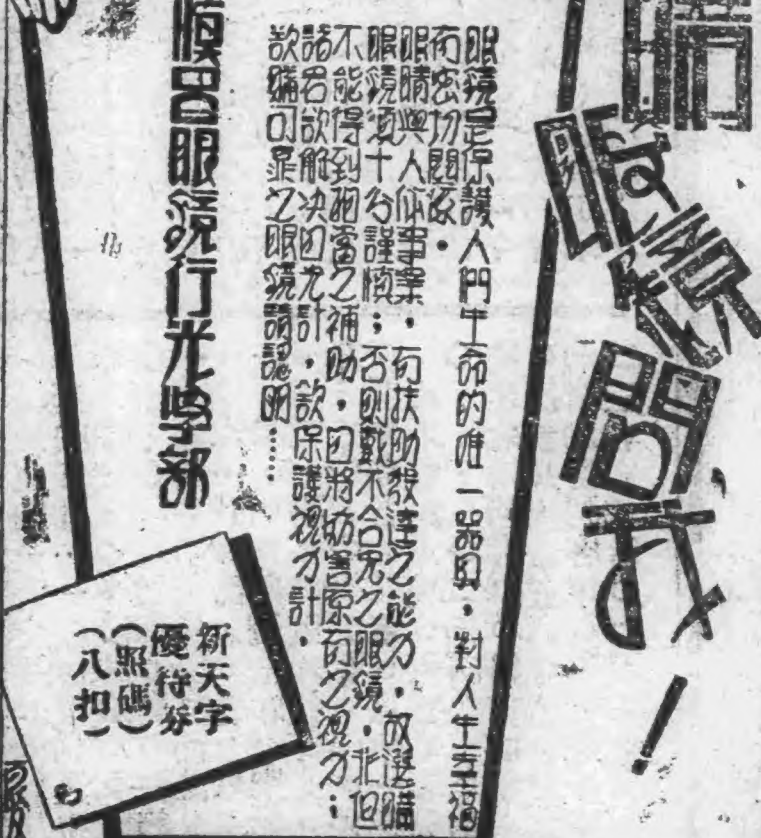 眼鏡問我！
眼鏡是保護人們生命的唯一器具，對人生幸福
有密切關係。
眼睛與人体事業，有扶助發達之能力，故選購
眼鏡須十分謹慎；否則戴不合光之眼鏡，非但
不能得到相當之補助，且將妨害原有之視力；
諸君欲解決目光計，欲保護視力計，
欲購可靠之眼鏡請認明……
慎昌眼鏡行光學部
新天字
優待券
（照碼）
（八扣）